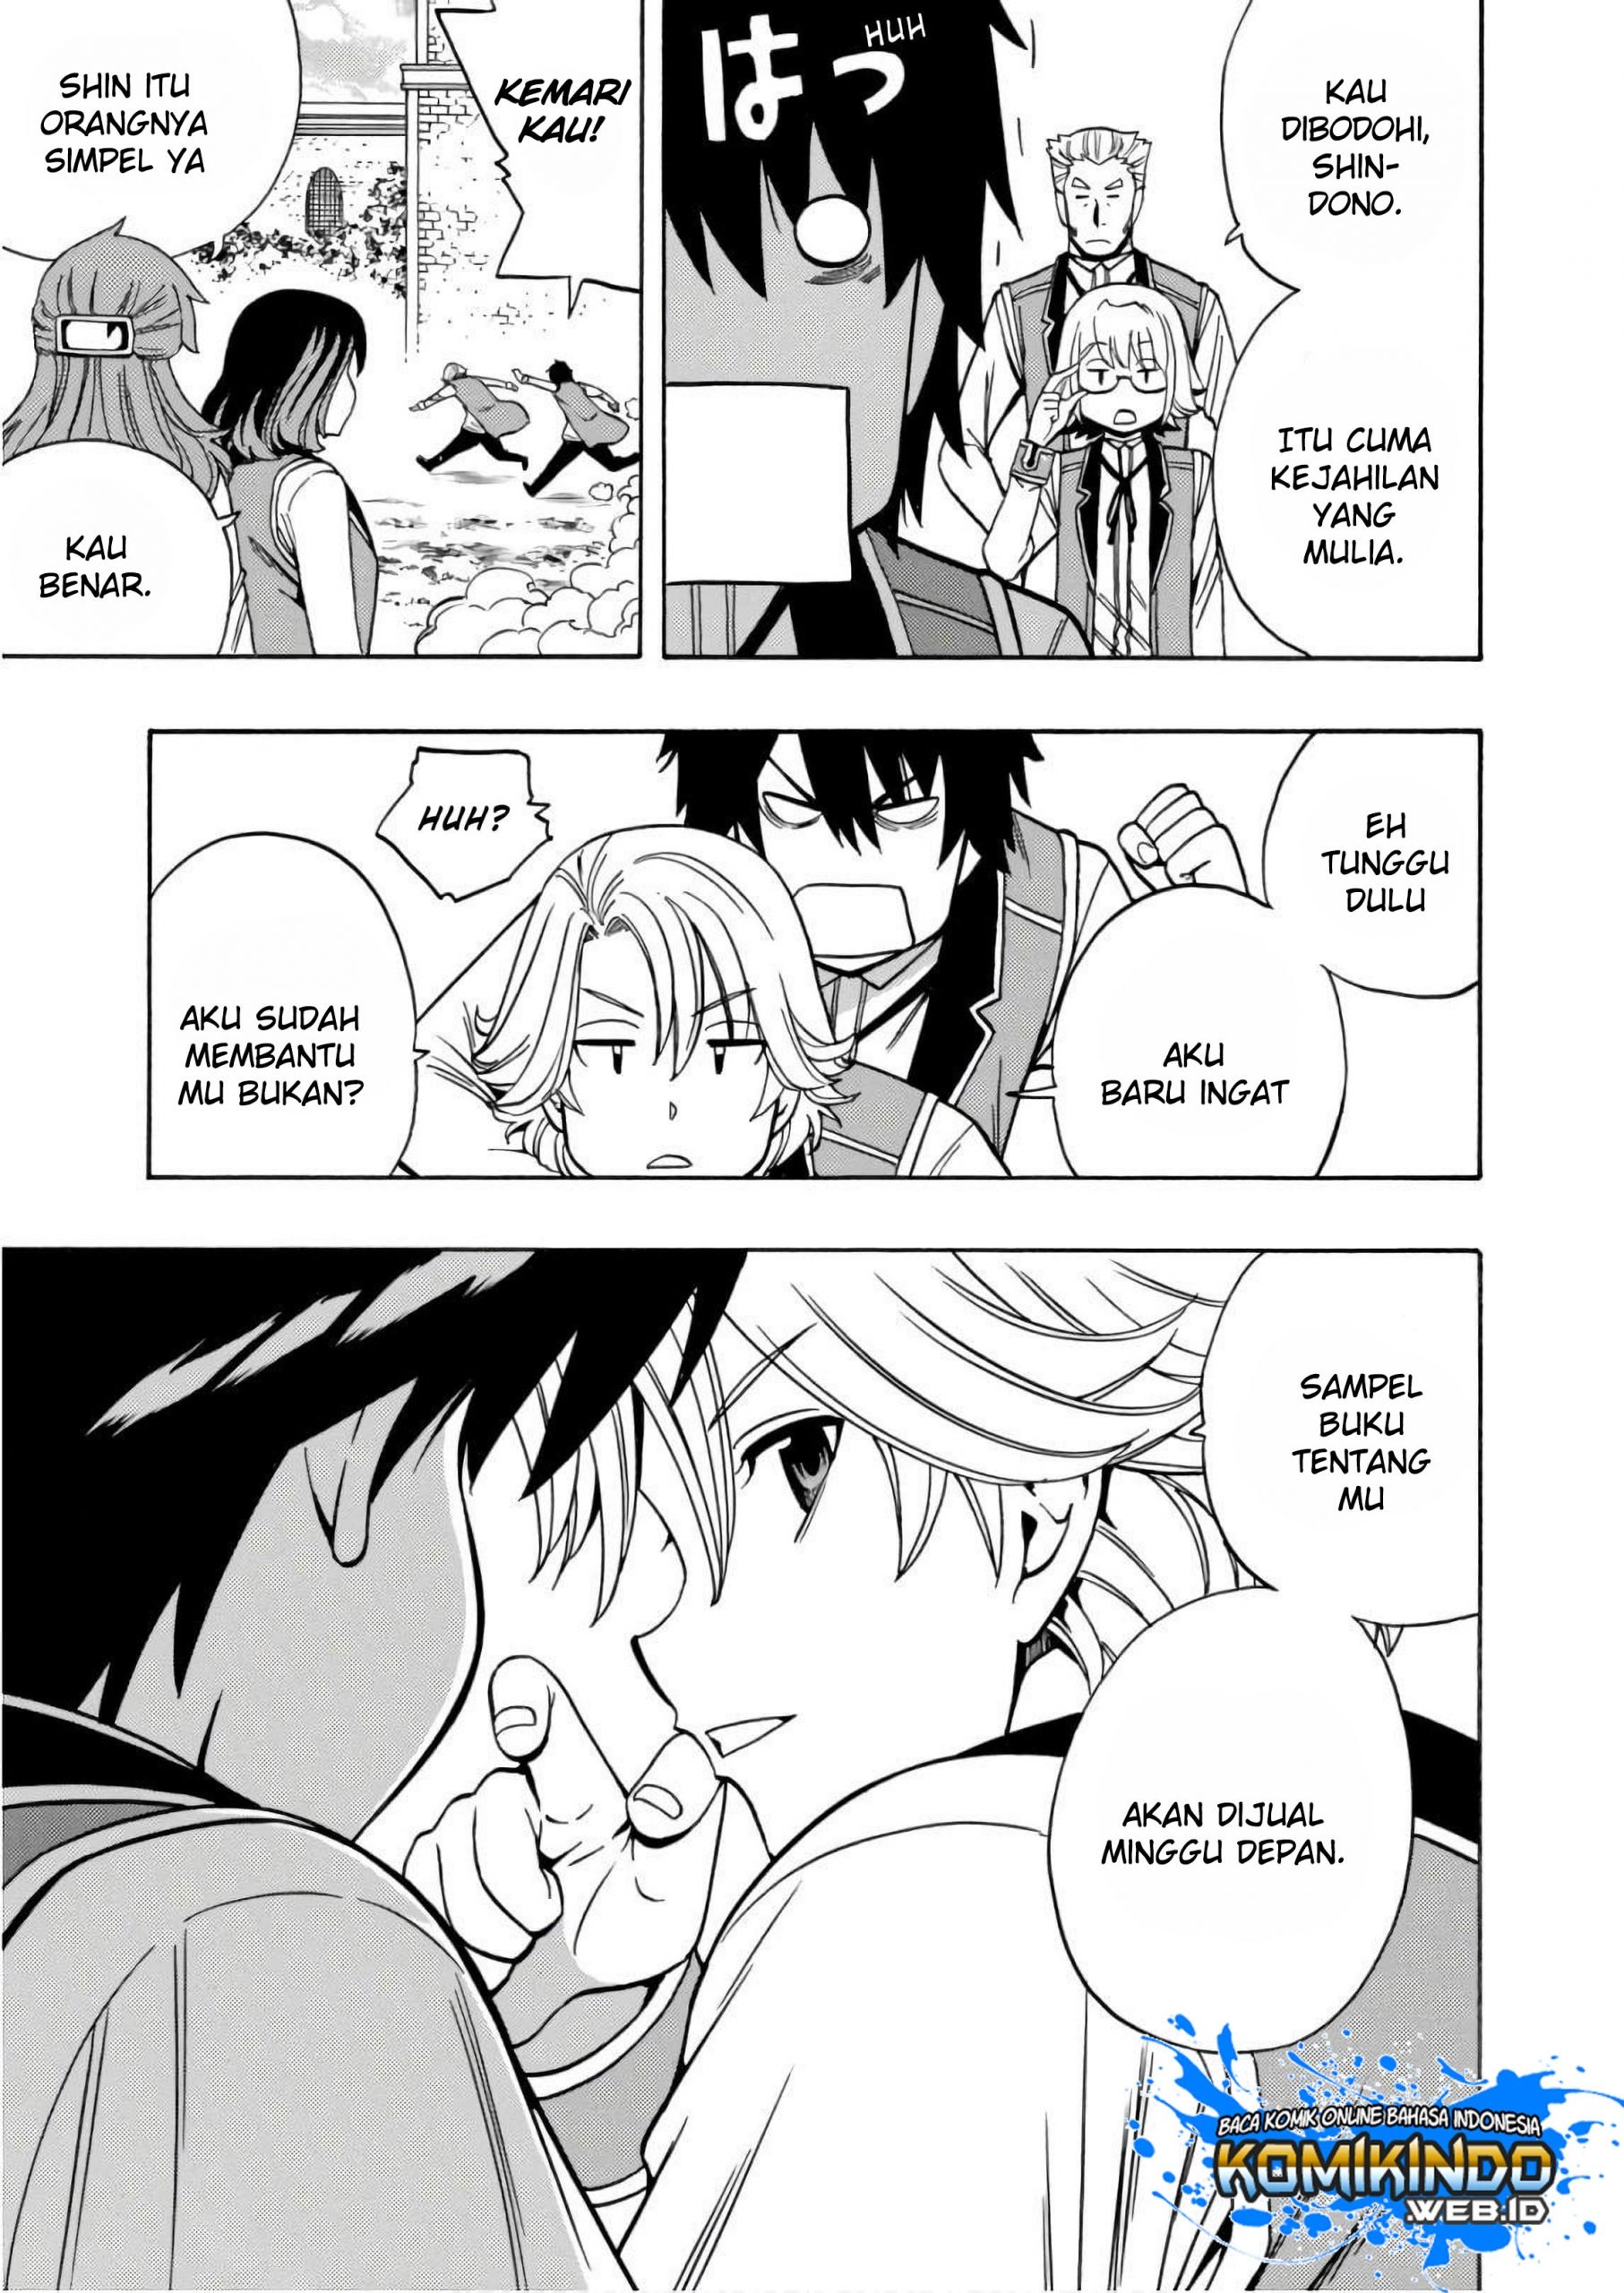 KAU
DIBODOHI,
SHIN-
DONO.
ITU CUMA
KEJAHILAN
YANG
MULIA.
はっ
HUH
KEMARI
KAU!
SHIN ITU
ORANGNYA
SIMPEL YA
KAU
BENAR.
EH
TUNGGU
DULU
AKU
BARU INGAT
HUH?
AKU SUDAH
MEMBANTU
MU BUKAN?
SAMPEL
BUKU
TENTANG
MU
AKAN DIJUAL
MINGGU DEPAN.
BACA KOMIK ONLINE BAHASA INDONESIA
KOMIKINDO
.WEB.ID